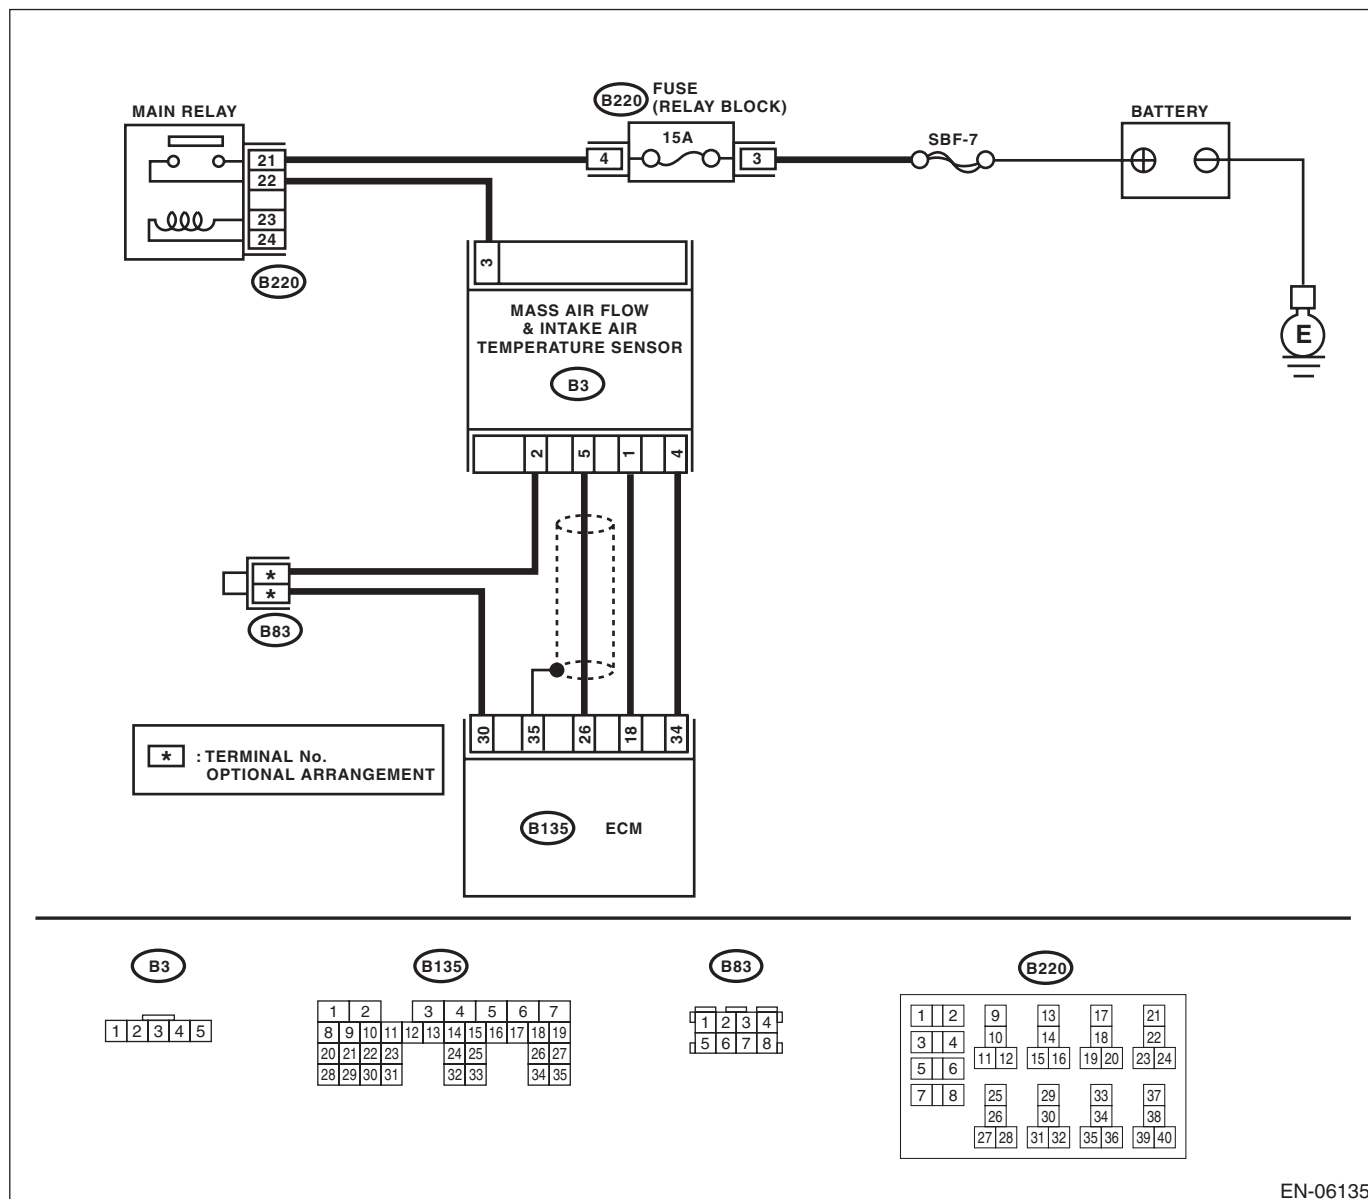 MAIN RELAY
B220
FUSE
(RELAY BLOCK)
15A
4
3
SBF-7
BATTERY
21
22
23
24
B220
E
3
MASS AIR FLOW
& INTAKE AIR
TEMPERATURE SENSOR
B3
2 5 1 4
*
*
B83
30 35 26 18 34
* : TERMINAL No.
OPTIONAL ARRANGEMENT
B135 ECM
B3
1 2 3 4 5
B135
1 2 3 4 5 6 7
8 9 10 11 12 13 14 15 16 17 18 19
20 21 22 23 24 25 26 27
28 29 30 31 32 33 34 35
B83
1 2 3 4
5 6 7 8
B220
1 2 9 13 17 21
3 4 10 14 18 22
11 12 15 16 19 20 23 24
5 6
7 8 25 29 33 37
26 30 34 38
27 28 31 32 35 36 39 40
EN-06135